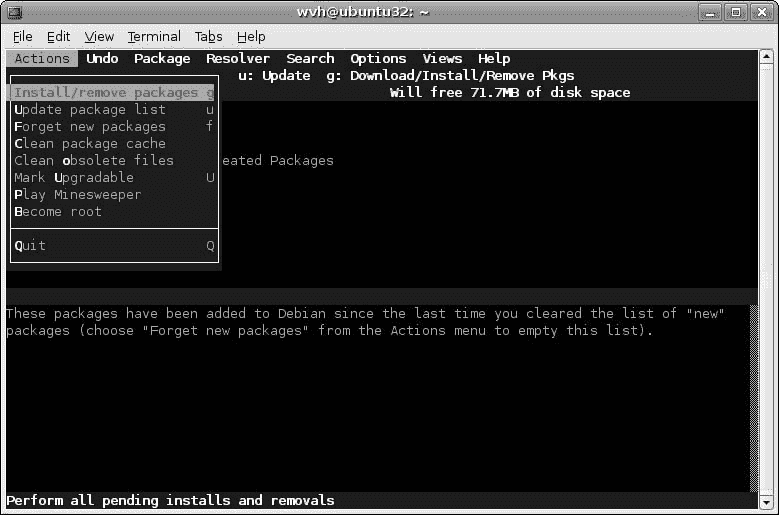 wvh@ubuntu32: ~
File Edit View Terminal Tabs Help
Actions Undo Package Resolver Search Options Views Help
u: Update g: Download/Install/Remove Pkgs
Install/remove packages g
Will free 71.7MB of disk space
Update package list u
Forget new packages f
Clean package cache
Clean obsolete files
eated Packages
Mark Upgradable U
Play Minesweeper
Become root
Quit Q
These packages have been added to Debian since the last time you cleared the list of "new"
packages (choose "Forget new packages" from the Actions menu to empty this list).
Perform all pending installs and removals